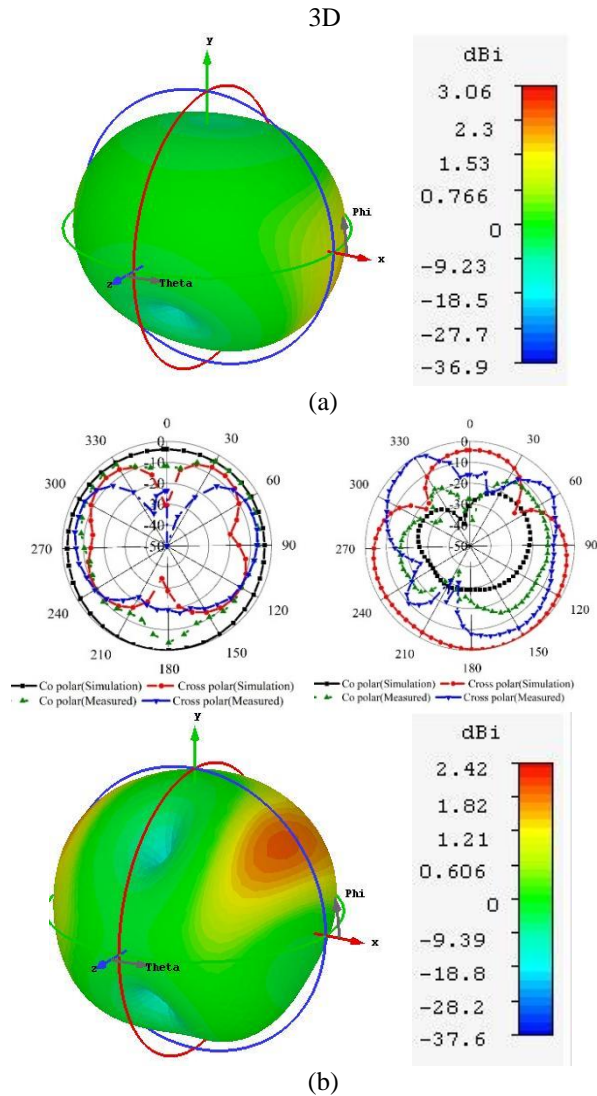 3D
y
dBi
3.06
2.3
1.53
0.766
0
-9.23
-18.5
-27.7
-36.9
Phi
x
z
Theta
(a)
0
330
30
300
60
270
90
240
120
210
150
180
-0
-10
-20
-30
-40
-50
0
330
30
300
60
270
90
240
120
210
150
180
-0
-10
-20
-30
-40
-50
Co polar(Simulation) Cross polar(Simulation)
Co polar(Measured) Cross polar(Measured)
Co polar(Simulation) Cross polar(Simulation)
Co polar(Measured) Cross polar(Measured)
y
dBi
2.42
1.82
1.21
0.606
0
-9.39
-18.8
-28.2
-37.6
Phi
x
z
Theta
(b)